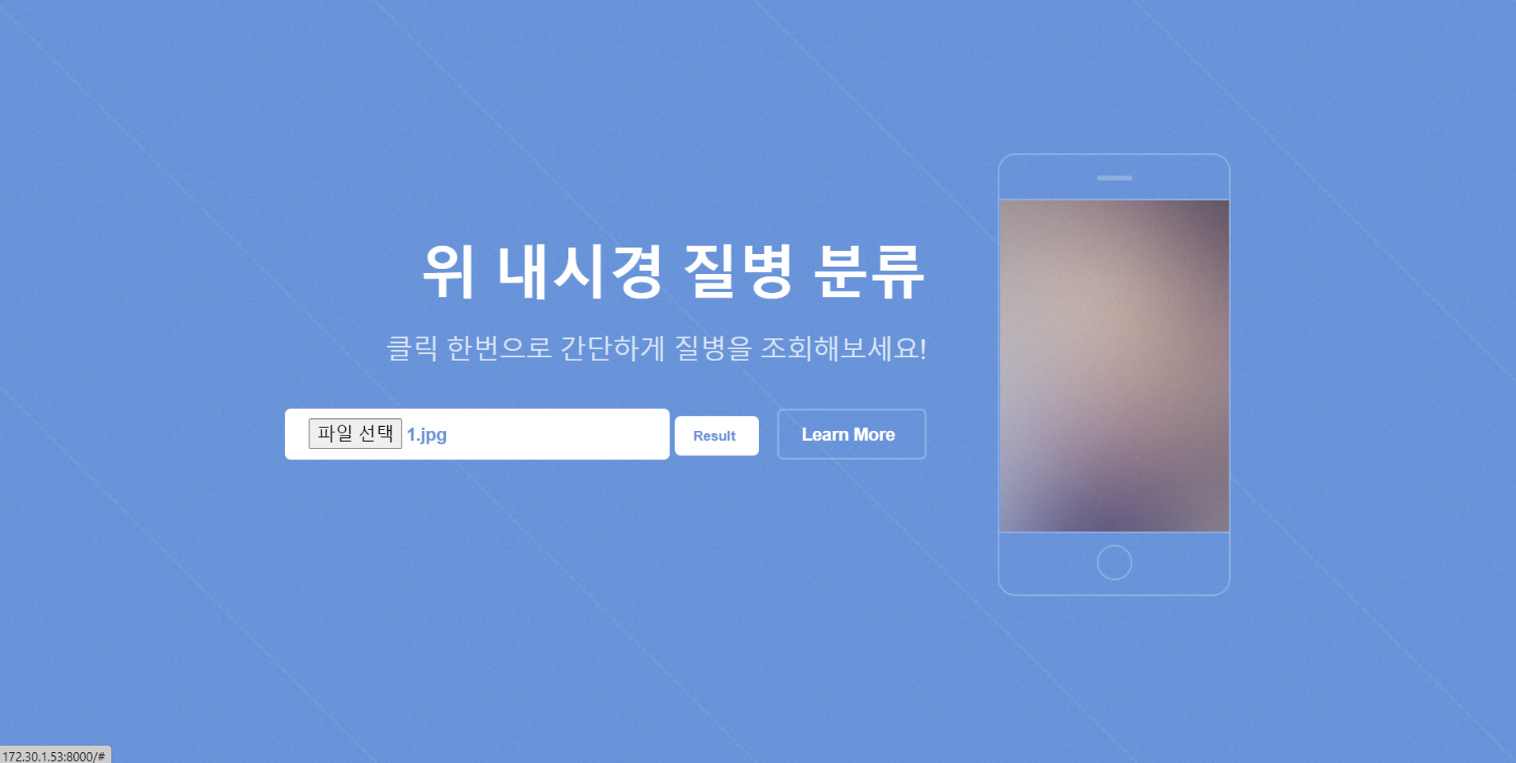 위 내시경 질병 분류
클릭 한번으로 간단하게 질병을 조회해보세요!
파일 선택 1.jpg
Result
Learn More
172.30.1.53:8000/#